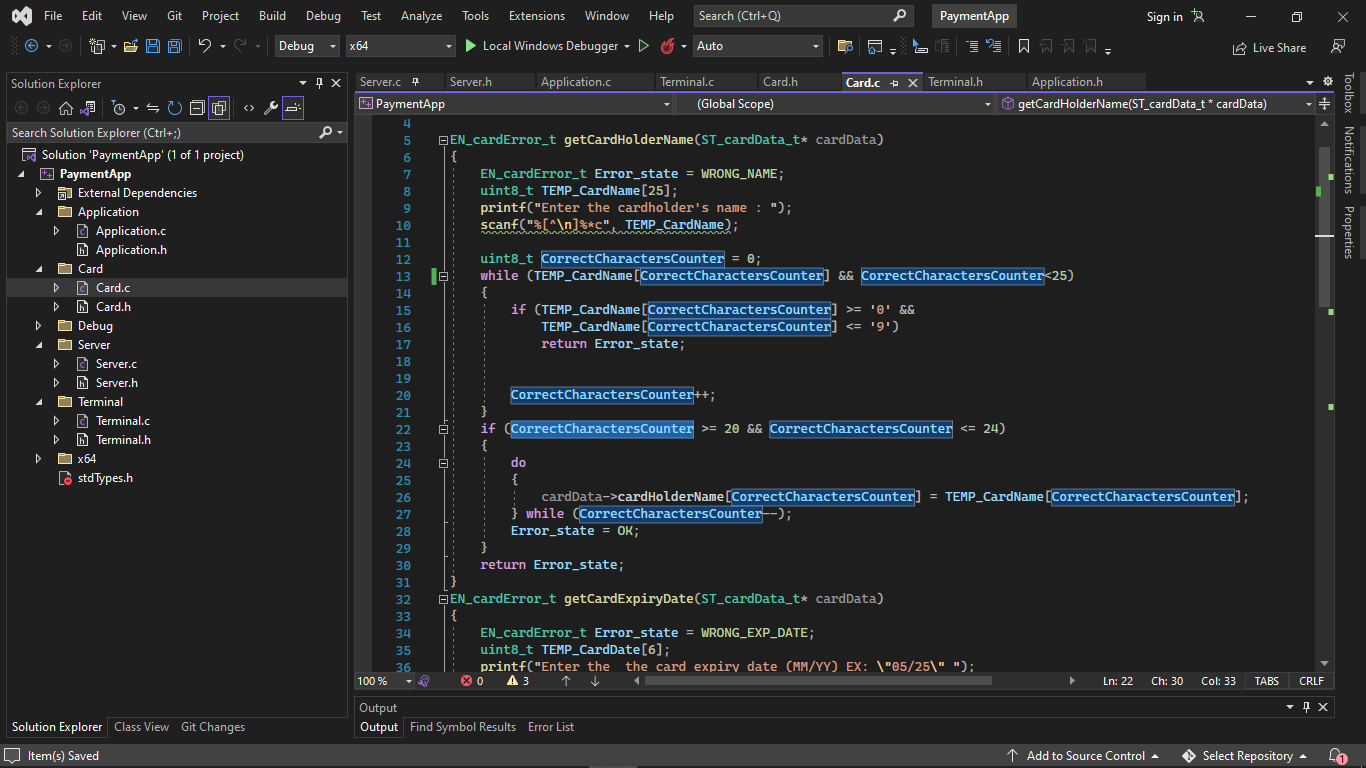 File Edit View Git Project Build Debug Test Analyze Tools Extensions Window Help Search (Ctrl+Q) PaymentApp Sign in
Debug x64 Local Windows Debugger Auto Live Share
Solution Explorer
Search Solution Explorer (Ctrl+;)
Solution 'PaymentApp' (1 of 1 project)
PaymentApp
External Dependencies
Application
Application.c
Application.h
Card
Card.c
Card.h
Debug
Server
Server.c
Server.h
Terminal
Terminal.c
Terminal.h
x64
stdTypes.h
Solution Explorer Class View Git Changes
Server.c Server.h Application.c Terminal.c Card.h Card.c Terminal.h Application.h
PaymentApp (Global Scope) getCardHolderName(ST_cardData_t * cardData)
4
5 EN_cardError_t getCardHolderName(ST_cardData_t* cardData)
6 {
7 EN_cardError_t Error_state = WRONG_NAME;
8 uint8_t TEMP_CardName[25];
9 printf("Enter the cardholder's name : ");
10 scanf("%[^\n]%*c", TEMP_CardName);
11
12 uint8_t CorrectCharactersCounter = 0;
13 while (TEMP_CardName[CorrectCharactersCounter] && CorrectCharactersCounter<25)
14 {
15 if (TEMP_CardName[CorrectCharactersCounter] >= '0' &&
16 TEMP_CardName[CorrectCharactersCounter] <= '9')
17 return Error_state;
18
19
20 CorrectCharactersCounter++;
21 }
22 if (CorrectCharactersCounter >= 20 && CorrectCharactersCounter <= 24)
23 {
24 do
25 {
26 cardData->cardHolderName[CorrectCharactersCounter] = TEMP_CardName[CorrectCharactersCounter];
27 } while (CorrectCharactersCounter--);
28 Error_state = OK;
29 }
30 return Error_state;
31 }
32 EN_cardError_t getCardExpiryDate(ST_cardData_t* cardData)
33 {
34 EN_cardError_t Error_state = WRONG_EXP_DATE;
35 uint8_t TEMP_CardDate[6];
36 printf("Enter the  the card expiry date (MM/YY) EX: \"05/25\" ");
100 % 0 3 Ln: 22 Ch: 30 Col: 33 TABS CRLF
Output
Output Find Symbol Results Error List
Toolbox
Notifications
Properties
Item(s) Saved Add to Source Control Select Repository 1